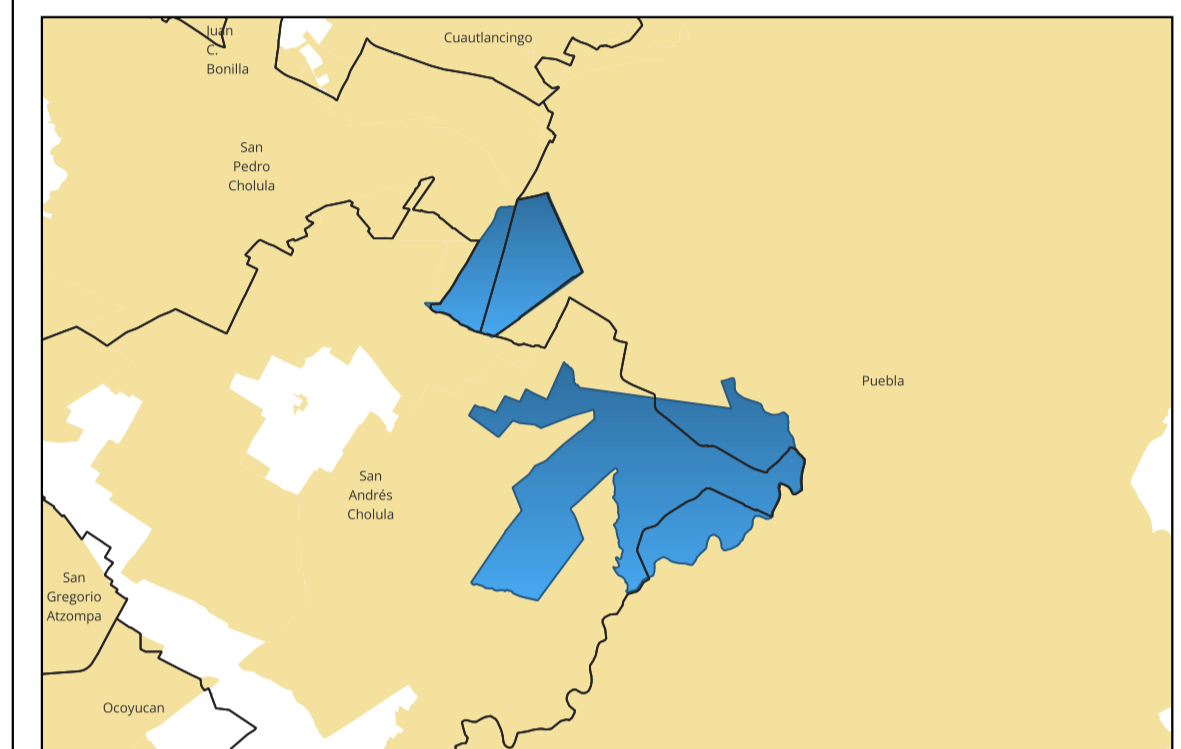 Juan
C.
Bonilla
Cuautlancingo
San
Pedro
Cholula
Puebla
San
Andrés
Cholula
San
Gregorio
Atzompa
Ocoyucan